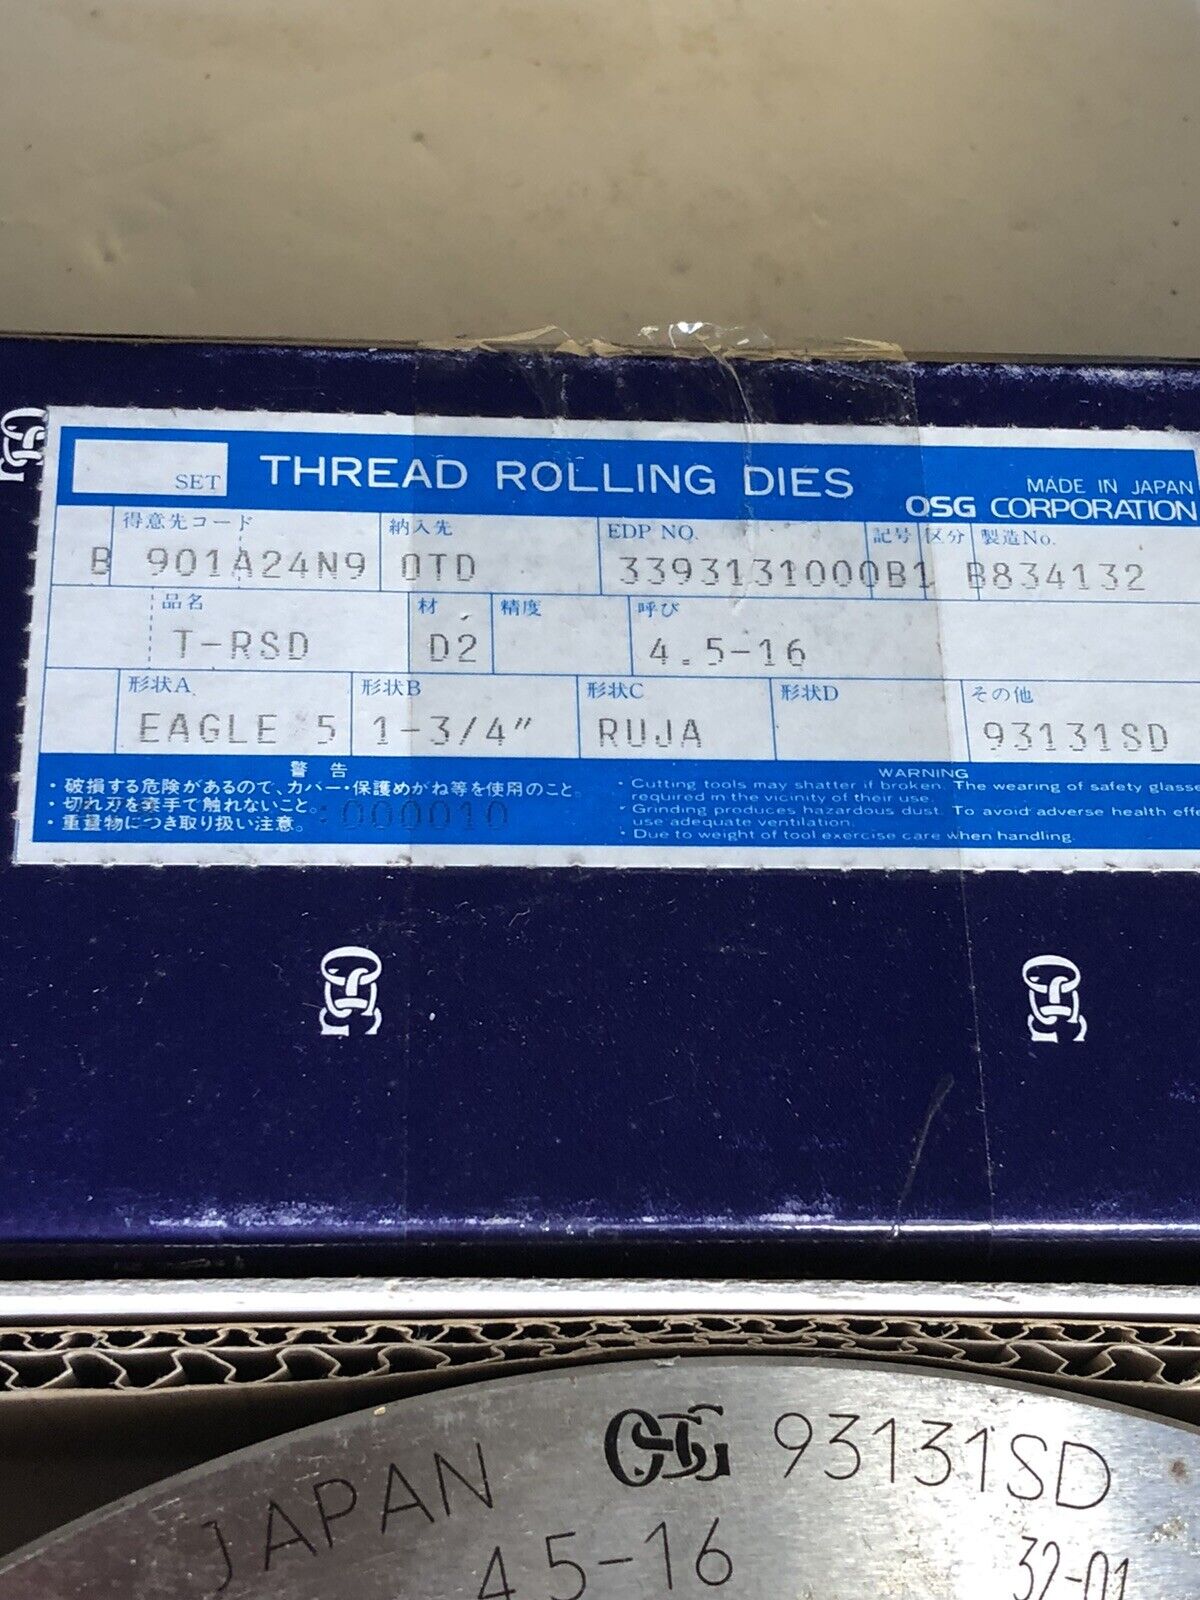 SET THREAD ROLLING DIES MADE IN JAPAN
OSG CORPORATION
得意先コード 納入先 EDP NO. 記号 区分 製造No.
B 901A24N9 OTD 3393131000B1 B834132
品名 材 精度 呼び
T-RSD D2 4.5-16
形状A 形状B 形状C 形状D その他
EAGLE 5 1-3/4" RUJA 93131SD
警告
・破損する危険があるので、カバー・保護めがね等を使用のこと。
・切れ刃を素手で触れないこと。
・重量物につき取り扱い注意。
:000010
WARNING
・Cutting tools may shatter if broken. The wearing of safety glasse
required in the vicinity of their use.
・Grinding produces hazardous dust. To avoid adverse health effe
use adequate ventilation.
・Due to weight of tool exercise care when handling.
JAPAN OSG 93131SD
4.5-16 32-01